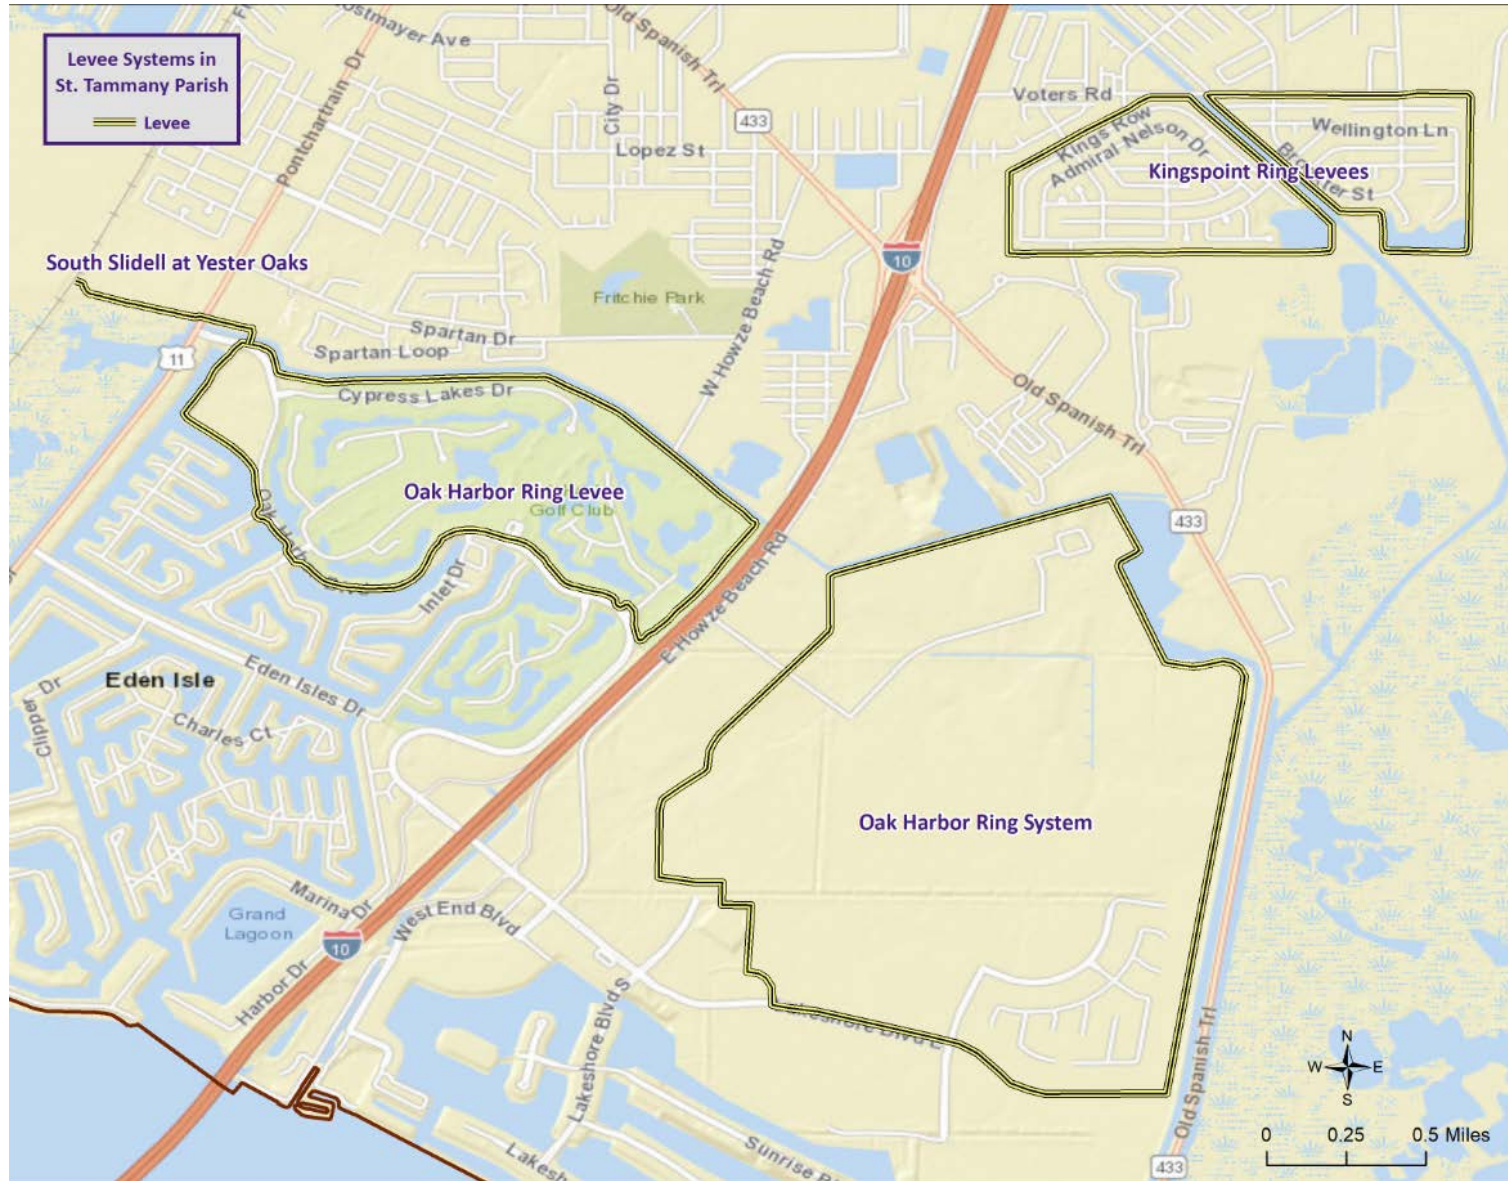 Levee Systems in
St. Tammany Parish
Levee
ostmayer Ave
Old Spanish Trl
Pontchartrain Dr
City Dr
433
Lopez St
Voters Rd
Kings Row
Admiral-Nelson Dr
Wellington Ln
Kingspoint Ring Levees
South Slidell at Yester Oaks
10
Fritchie Park
W Howze Beach Rd
Spartan Dr
Spartan Loop
11
Cypress Lakes Dr
Old Spanish Trl
Oak Harbor Ring Levee
Golf Club
433
Inlet Dr
E Howze Beach Rd
Eden Isle
Eden Isles Dr
Clipper Dr
Charles Ct
Oak Harbor Ring System
Marina Dr
Grand
Lagoon
West End Blvd
10
Harbor Dr
Lakeshore Blvd S
akeshore Blvd E
Old Spanish Trl
N
W E
S
0 0.25 0.5 Miles
Sunrise
Lakesh
433